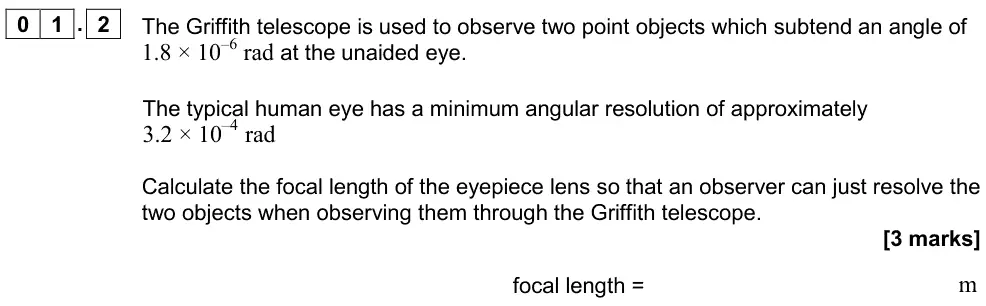 0 1 . 2 The Griffith telescope is used to observe two point objects which subtend an angle of
1.8 × 10⁻⁶ rad at the unaided eye.
The typical human eye has a minimum angular resolution of approximately
3.2 × 10⁻⁴ rad
Calculate the focal length of the eyepiece lens so that an observer can just resolve the
two objects when observing them through the Griffith telescope.
[3 marks]
focal length = m